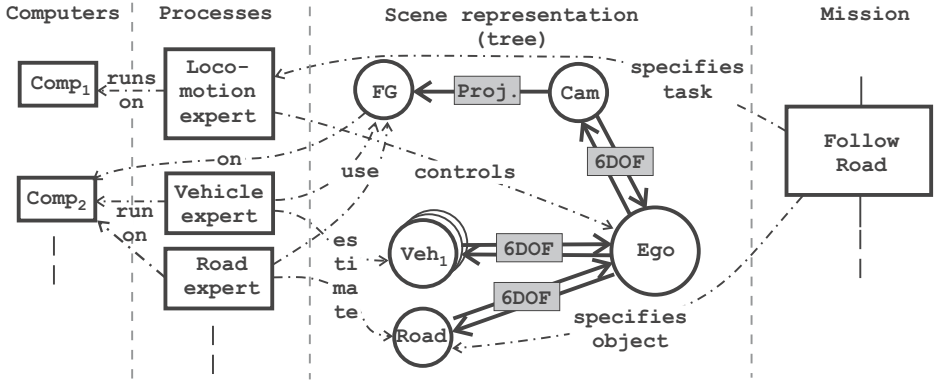 Computers
Processes
Scene representation
(tree)
Mission
Comp₁
runs
on
Loco-
motion
expert
FG
Proj.
Cam
specifies
task
Follow
Road
on
use
controls
6DOF
Comp₂
run
on
Vehicle
expert
es
ti
ma
te
Veh₁
6DOF
Ego
Road
expert
6DOF
Road
specifies
object